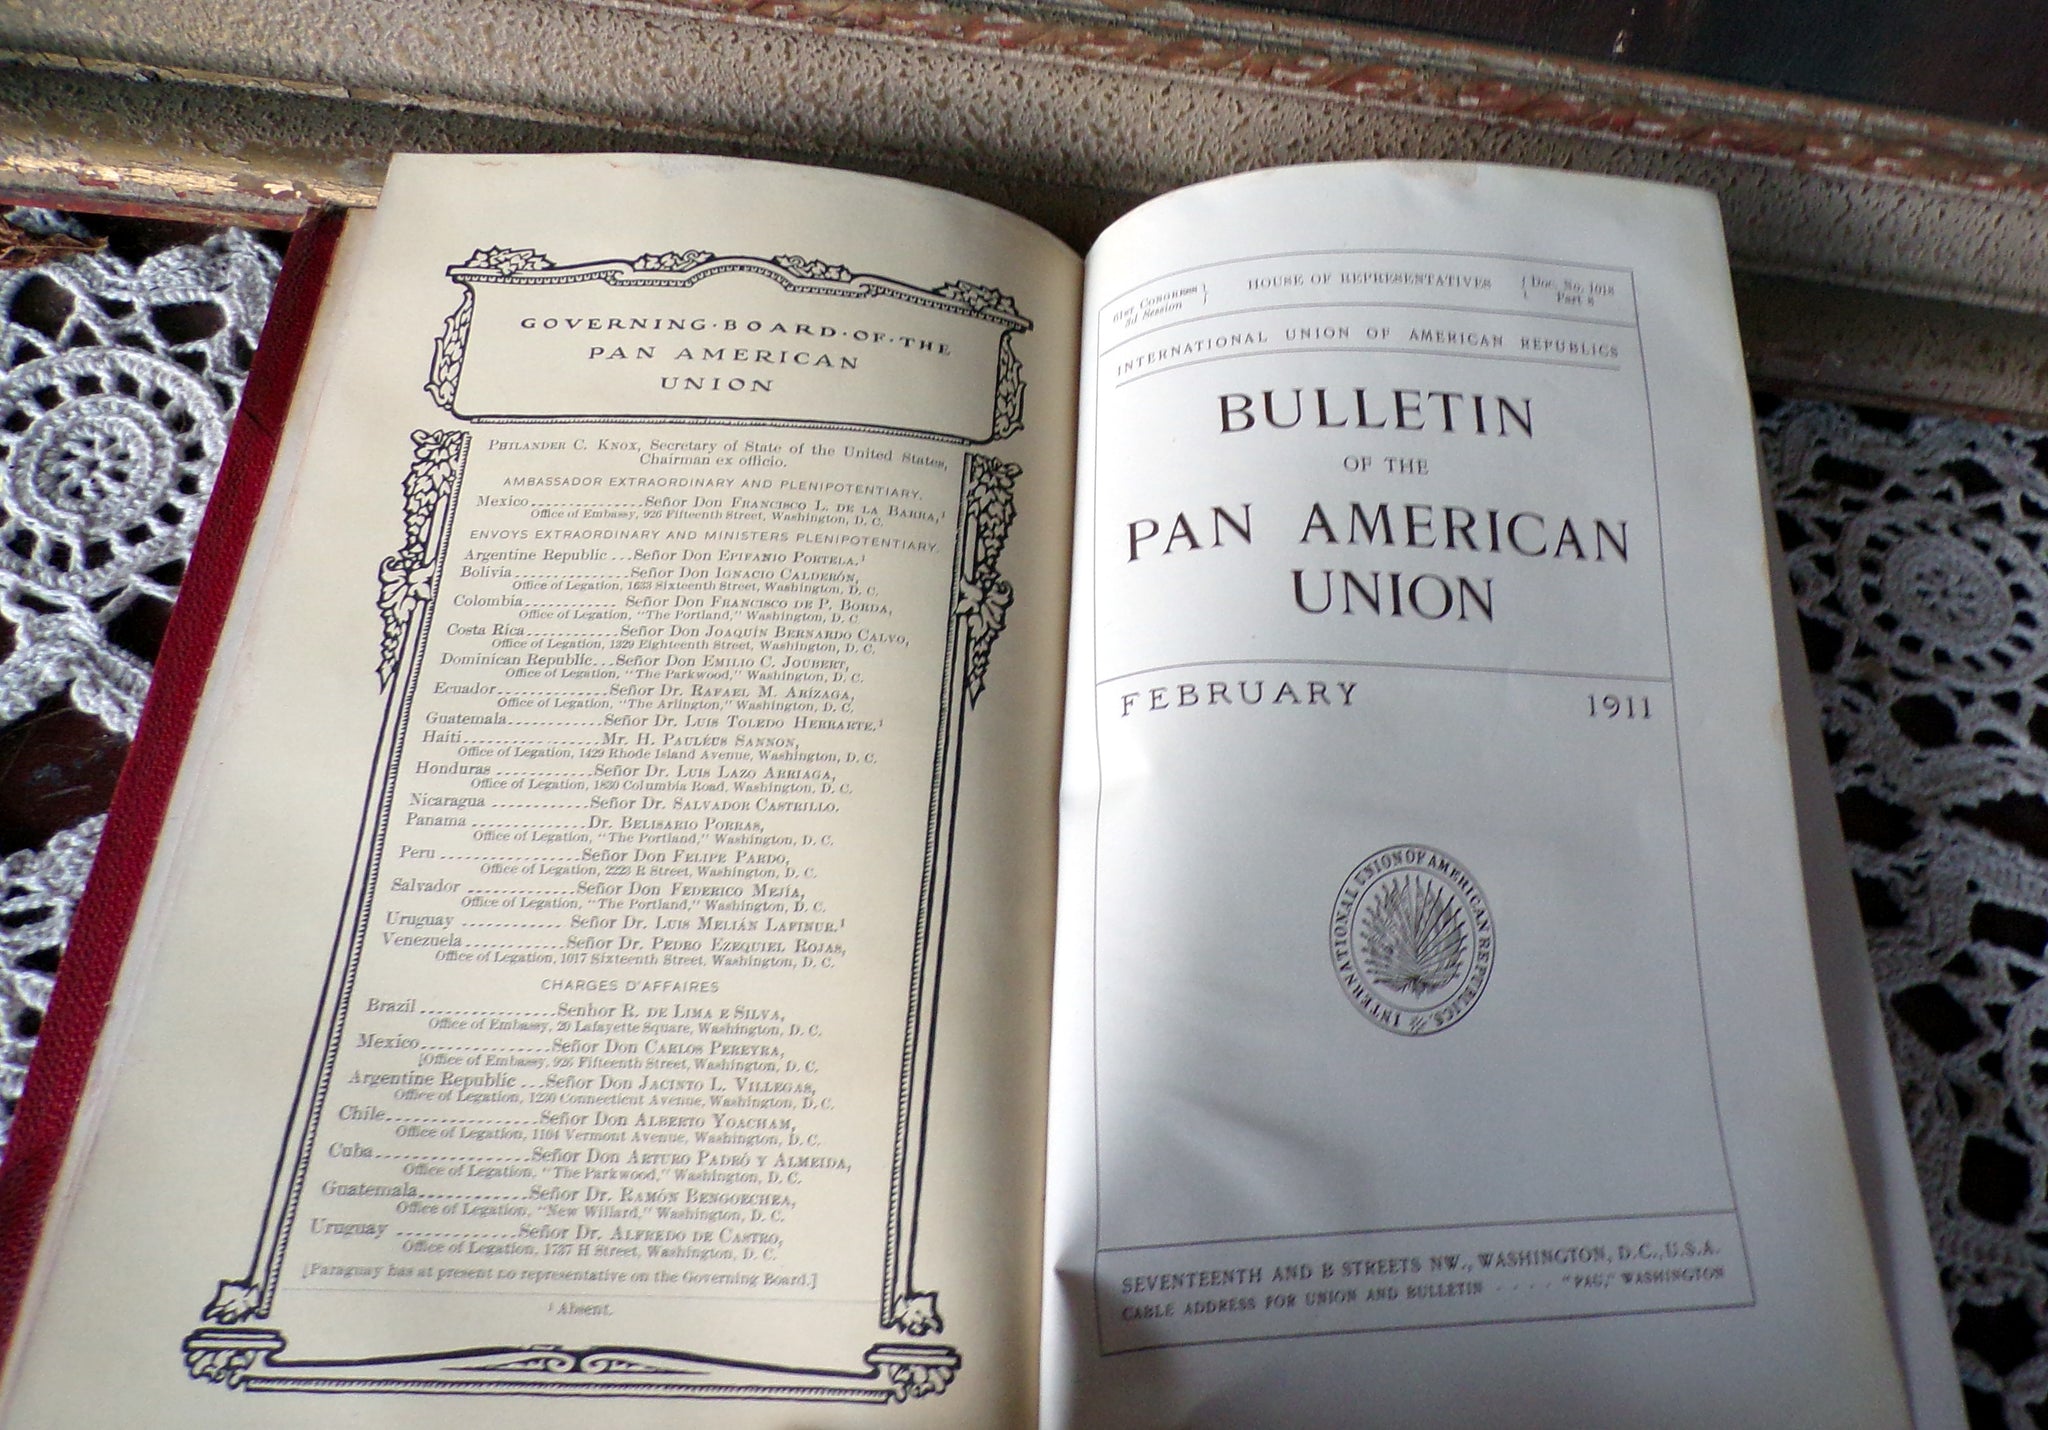 GOVERNING·BOARD·OF·THE
PAN AMERICAN
UNION
PHILANDER C. KNOX, Secretary of State of the United States,
Chairman ex officio.
AMBASSADOR EXTRAORDINARY AND PLENIPOTENTIARY.
Mexico..............Señor Don FRANCISCO L. DE LA BARRA,¹
Office of Embassy, 926 Fifteenth Street, Washington, D. C.
ENVOYS EXTRAORDINARY AND MINISTERS PLENIPOTENTIARY.
Argentine Republic ...Señor Don EPIFANIO PORTELA.¹
Bolivia..............Señor Don IGNACIO CALDERÓN,
Office of Legation, 1633 Sixteenth Street, Washington, D. C.
Colombia............ Señor Don FRANCISCO DE P. BORDA,
Office of Legation, "The Portland," Washington, D. C
Costa Rica............Señor Don JOAQUÍN BERNARDO CALVO,
Office of Legation, 1329 Eighteenth Street, Washington, D. C.
Dominican Republic...Señor Don EMILIO C. JOUBERT,
Office of Legation, "The Parkwood," Washington, D. C.
Ecuador..............Señor Dr. RAFAEL M. ARÍZAGA,
Office of Legation, "The Arlington," Washington, D. C.
Guatemala............Señor Dr. LUIS TOLEDO HERRARTE.¹
Haiti..................Mr. H. PAULÉUS SANNON,
Office of Legation, 1429 Rhode Island Avenue, Washington, D. C.
Honduras ............Señor Dr. LUIS LAZO ARRIAGA,
Office of Legation, 1830 Columbia Road, Washington, D. C.
Nicaragua ............Señor Dr. SALVADOR CASTRILLO.
Panama ..............Dr. BELISARIO PORRAS,
Office of Legation, "The Portland," Washington, D. C.
Peru .................Señor Don FELIPE PARDO,
Office of Legation, 2223 R Street, Washington, D. C.
Salvador .............Señor Don FEDERICO MEJÍA,
Office of Legation, "The Portland," Washington, D. C.
Uruguay ............. Señor Dr. LUIS MELIÁN LAFINUR.¹
Venezuela.............Señor Dr. PEDRO EZEQUIEL ROJAS,
Office of Legation, 1017 Sixteenth Street, Washington, D. C.
CHARGES D'AFFAIRES
Brazil ................Senhor R. DE LIMA E SILVA,
Office of Embassy, 20 Lafayette Square, Washington, D. C.
Mexico................Señor Don CARLOS PEREYRA,
[Office of Embassy, 926 Fifteenth Street, Washington, D. C.
Argentine Republic ...Señor Don JACINTO L. VILLEGAS,
Office of Legation, 1230 Connecticut Avenue, Washington, D. C.
Chile..................Señor Don ALBERTO YOACHAM,
Office of Legation, 1104 Vermont Avenue, Washington, D. C.
Cuba..................Señor Don ARTURO PADRÓ Y ALMEIDA,
Office of Legation, "The Parkwood," Washington, D. C.
Guatemala.............Señor Dr. RAMÓN BENGOECHEA,
Office of Legation, "New Willard," Washington, D. C.
Uruguay ..............Señor Dr. ALFREDO DE CASTRO,
Office of Legation, 1737 H Street, Washington, D. C.
[Paraguay has at present no representative on the Governing Board.]
¹ Absent.
61ST CONGRESS
3d Session
HOUSE OF REPRESENTATIVES
Doc. No. 1018
Part 8
INTERNATIONAL UNION OF AMERICAN REPUBLICS
BULLETIN
OF THE
PAN AMERICAN
UNION
FEBRUARY 1911
INTERNATIONAL UNION OF AMERICAN REPUBLICS.
SEVENTEENTH AND B STREETS NW., WASHINGTON, D.C.,U.S.A.
CABLE ADDRESS FOR UNION AND BULLETIN .... "PAU," WASHINGTON